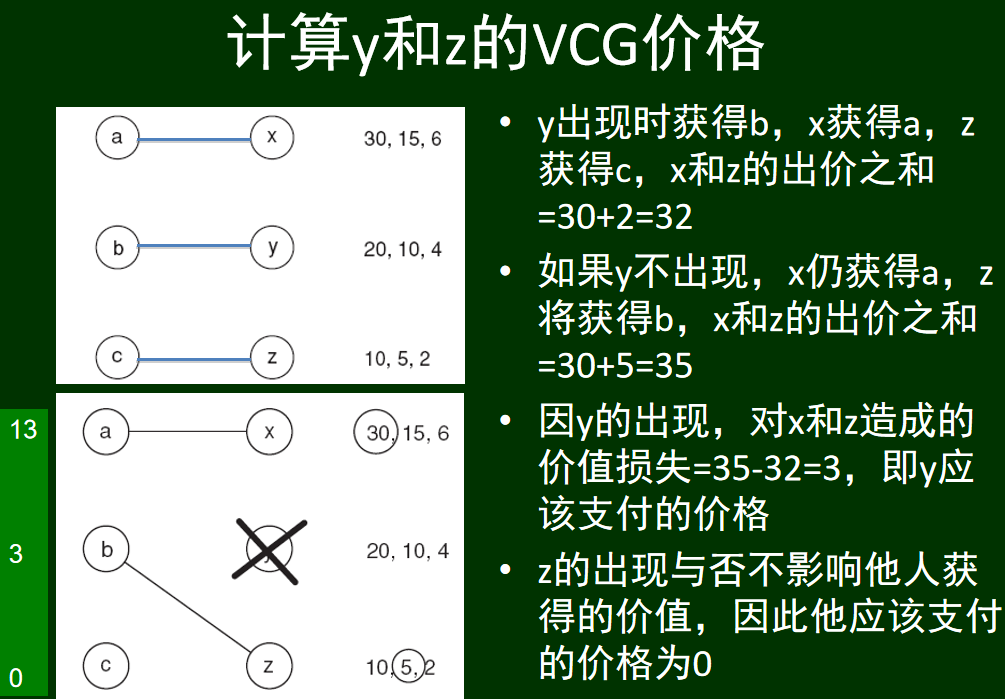 计算y和z的VCG价格
a x 30, 15, 6
b y 20, 10, 4
c z 10, 5, 2
13 a x 30, 15, 6
3 b 20, 10, 4
0 c z 10, 5, 2
• y出现时获得b，x获得a，z
获得c，x和z的出价之和
=30+2=32
• 如果y不出现，x仍获得a，z
将获得b，x和z的出价之和
=30+5=35
• 因y的出现，对x和z造成的
价值损失=35-32=3，即y应
该支付的价格
• z的出现与否不影响他人获
得的价值，因此他应该支付
的价格为0